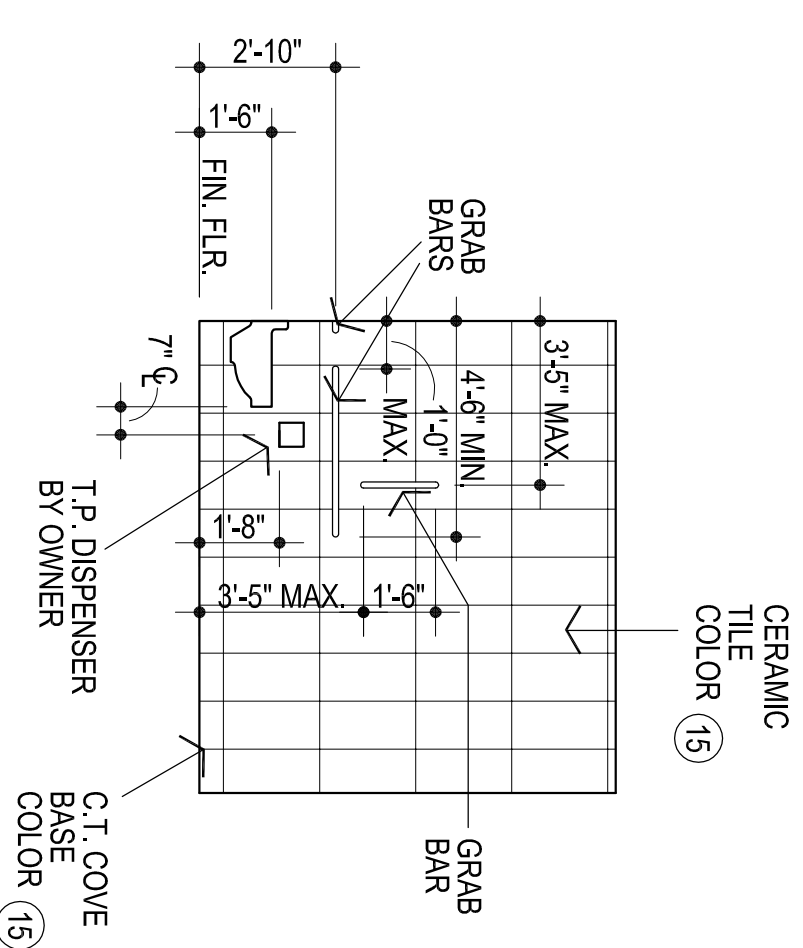 2'-10"
1'-6"
FIN. FLR.
GRAB
BARS
7" ℄
T.P. DISPENSER
BY OWNER
3'-5" MAX.
4'-6" MIN.
1'-0"
MAX.
1'-8"
3'-5" MAX.
1'-6"
CERAMIC
TILE
COLOR 15
GRAB
BAR
C.T. COVE
BASE
COLOR 15